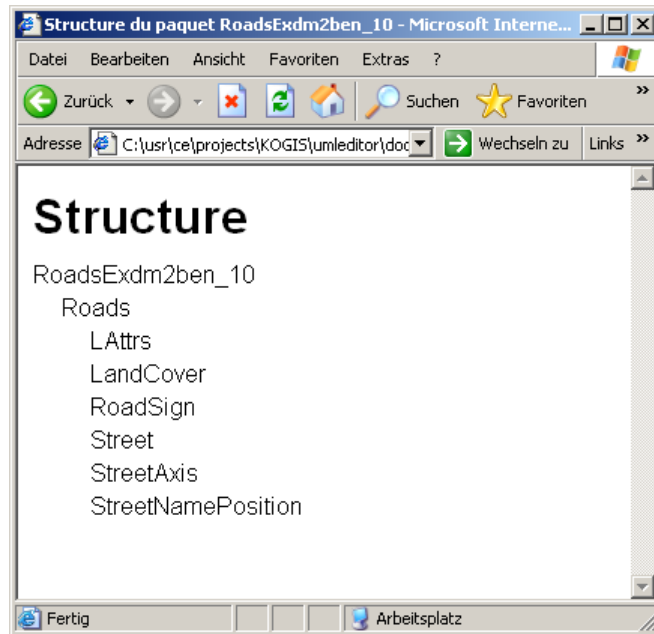 Structure du paquet RoadsExdm2ben_10 - Microsoft Interne...
Datei Bearbeiten Ansicht Favoriten Extras ?
Zurück Suchen Favoriten »
Adresse C:\usr\ce\projects\KOGIS\umleditor\doc Wechseln zu Links »
Structure
RoadsExdm2ben_10
Roads
LAttrs
LandCover
RoadSign
Street
StreetAxis
StreetNamePosition
Fertig Arbeitsplatz